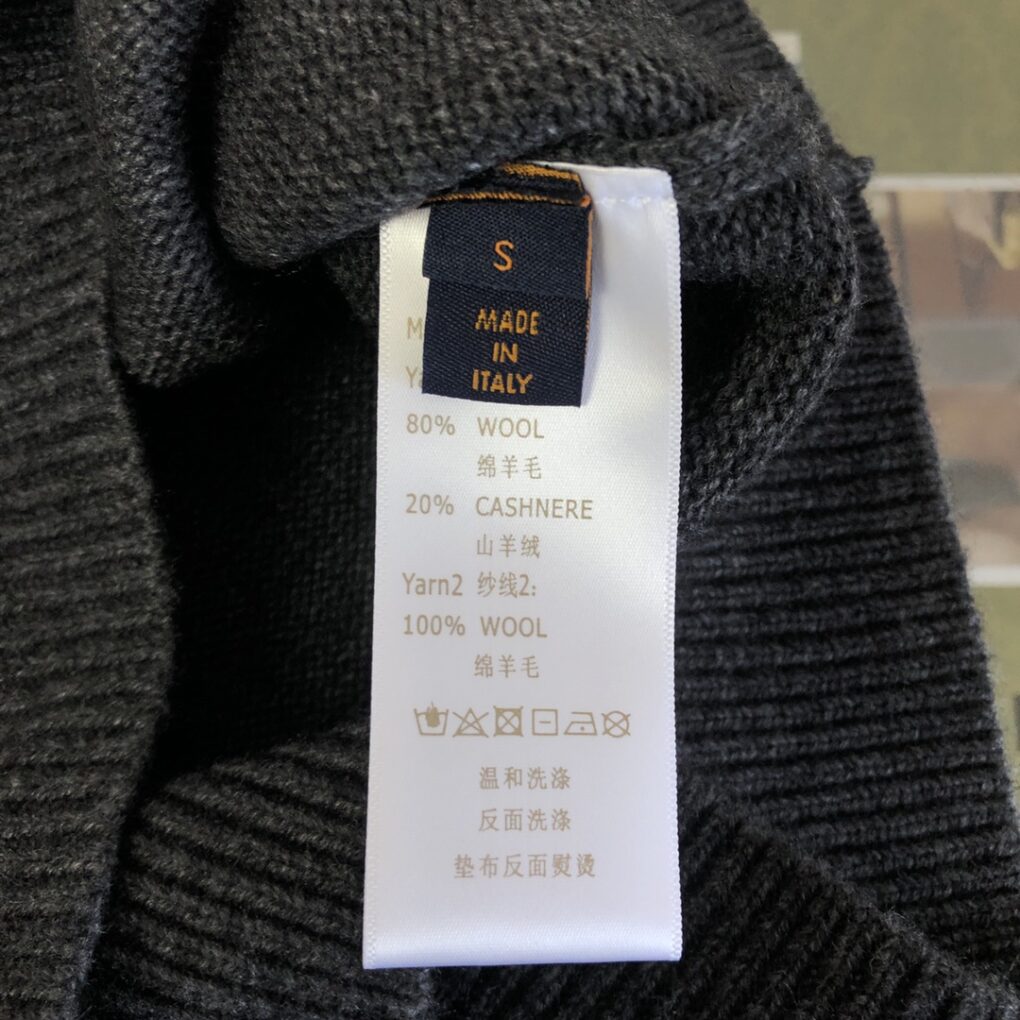 S
MADE
IN
ITALY
80% WOOL
绵羊毛
20% CASHNERE
山羊绒
Yarn2 纱线2:
100% WOOL
绵羊毛
温和洗涤
反面洗涤
垫布反面熨烫